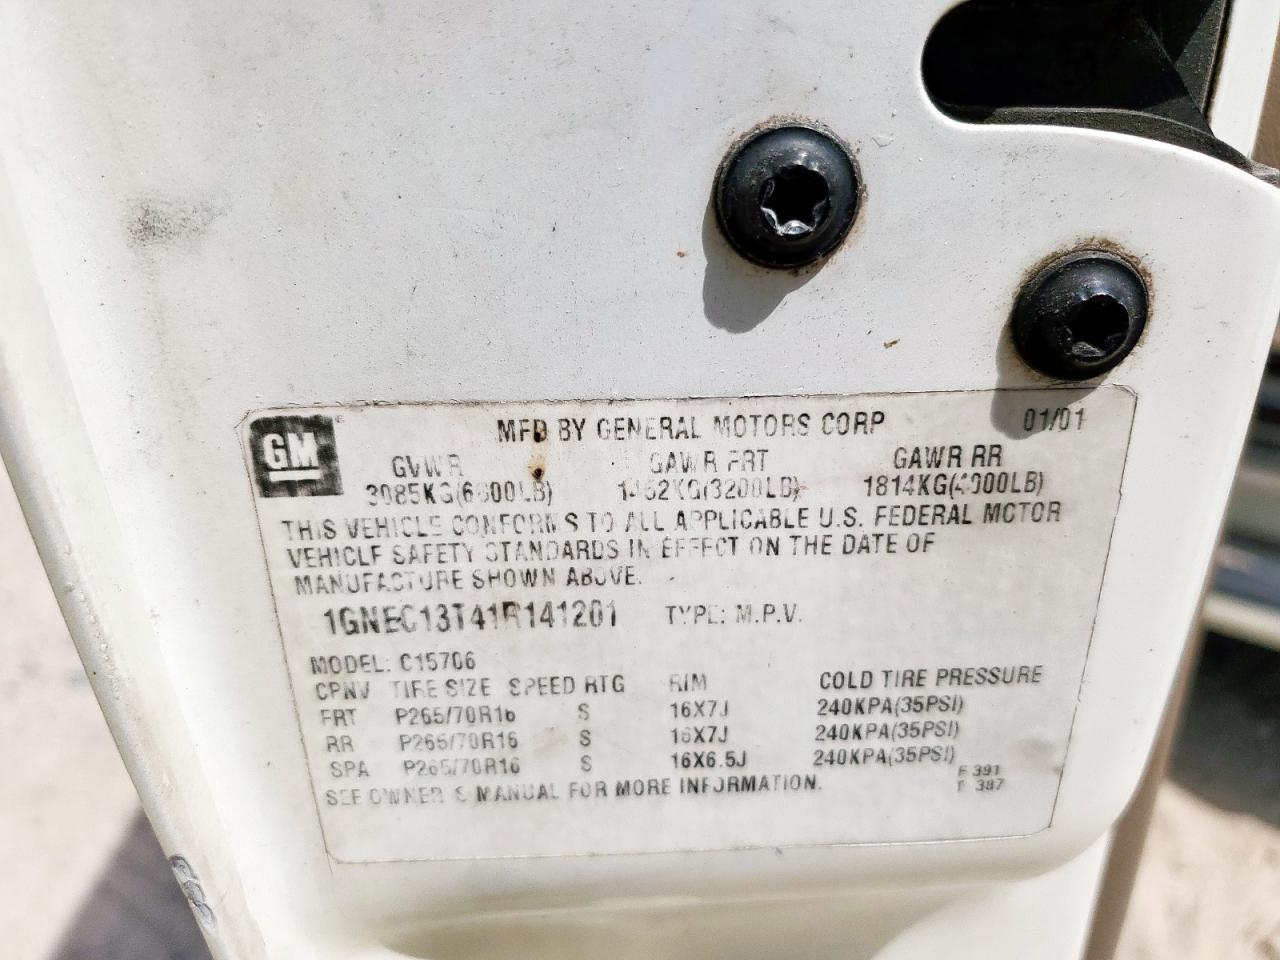 GM
MFD BY GENERAL MOTORS CORP 01/01
GVWR GAWR FRT GAWR RR
3085KG(6800LB) 1452KG(3200LB) 1814KG(4000LB)
THIS VEHICLE CONFORMS TO ALL APPLICABLE U.S. FEDERAL MOTOR
VEHICLE SAFETY STANDARDS IN EFFECT ON THE DATE OF
MANUFACTURE SHOWN ABOVE.
1GNEC13T41R141201 TYPE: M.P.V.
MODEL: C15706
CPNV TIRE SIZE SPEED RTG RIM COLD TIRE PRESSURE
FRT P265/70R16 S 16X7J 240KPA(35PSI)
RR P265/70R16 S 16X7J 240KPA(35PSI)
SPA P265/70R16 S 16X6.5J 240KPA(35PSI)
SEE OWNER S MANUAL FOR MORE INFORMATION.
F 391
F 387